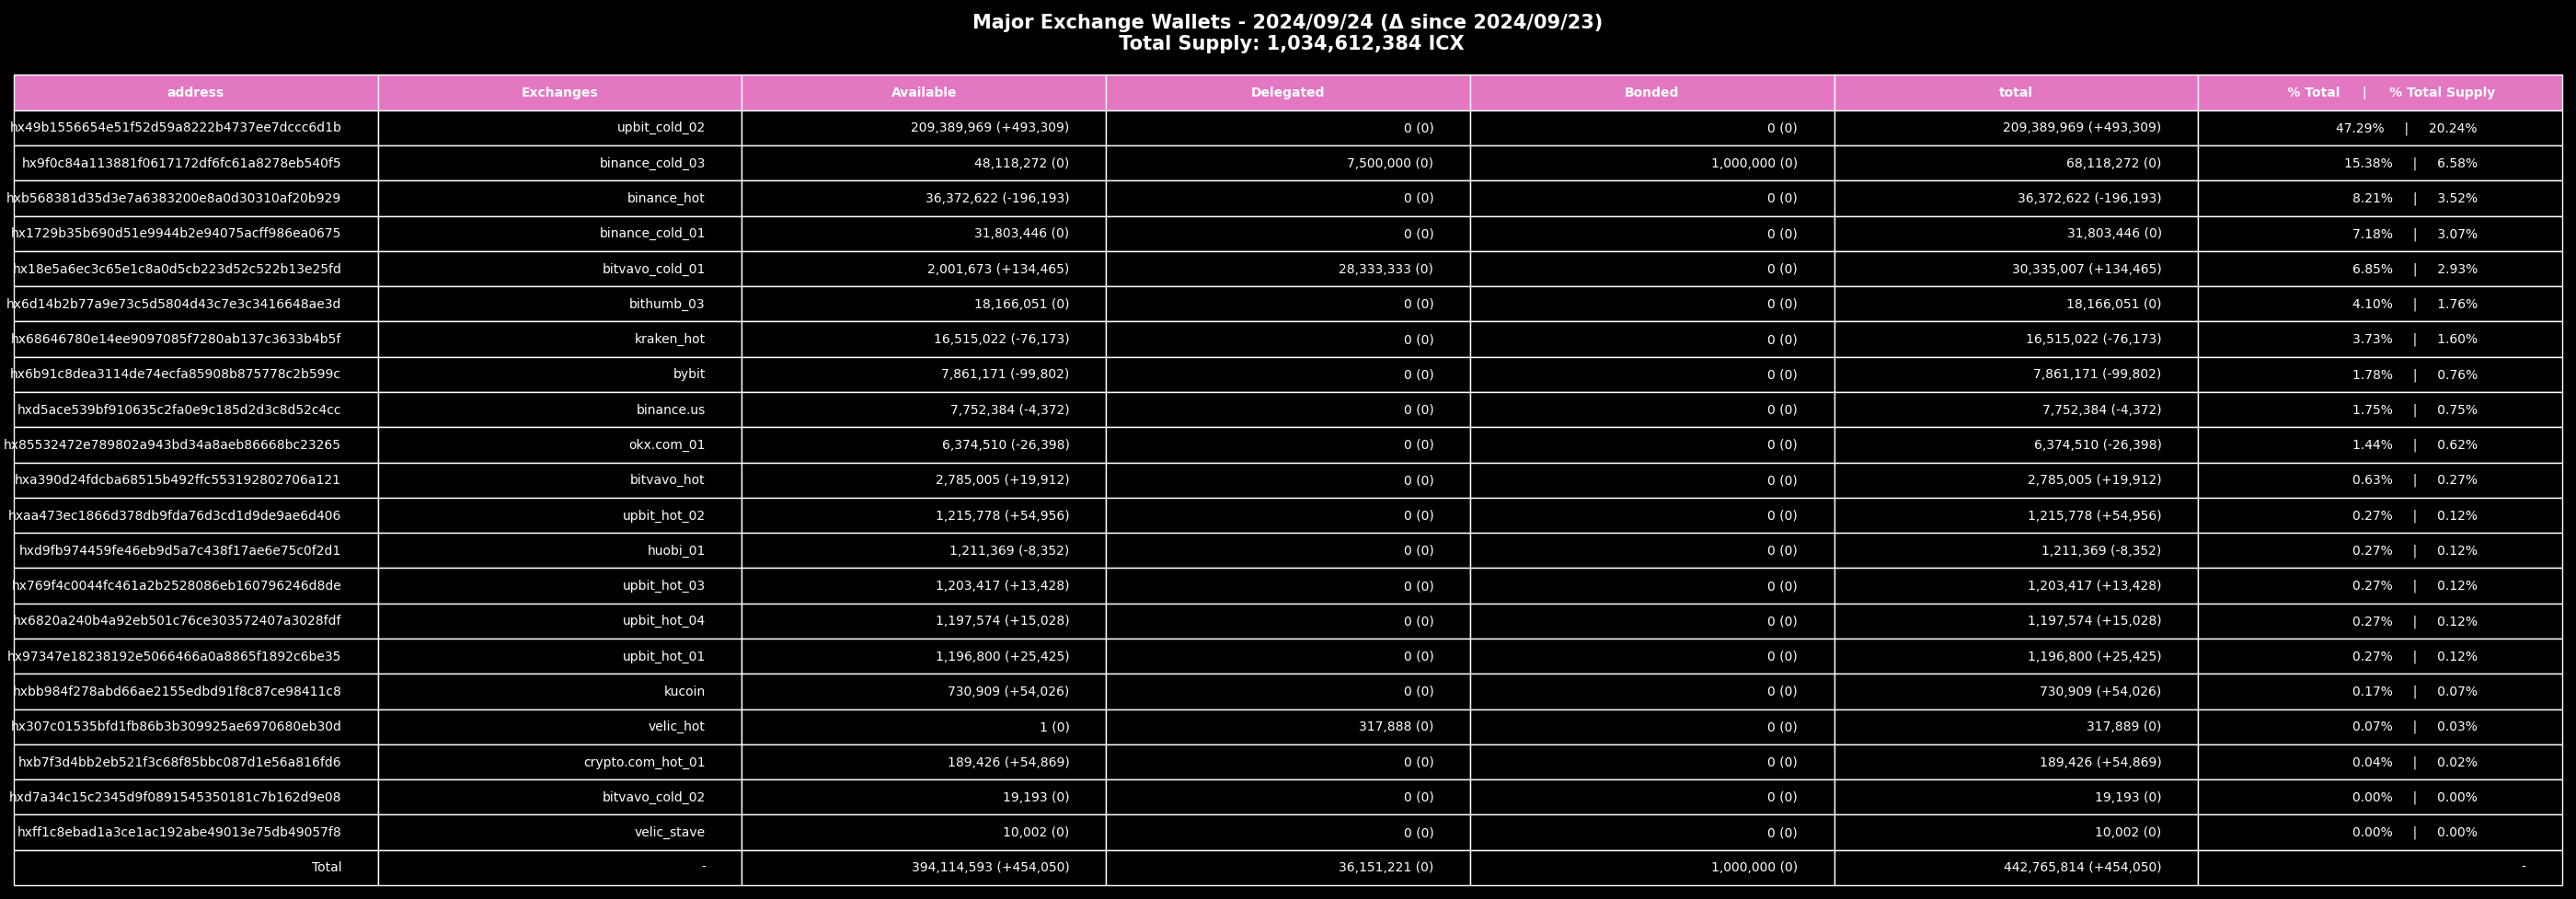 Major Exchange Wallets - 2024/09/24 (Δ since 2024/09/23)
Total Supply: 1,034,612,384 ICX
address Exchanges Available Delegated Bonded total % Total | % Total Supply
hx49b1556654e51f52d59a8222b4737ee7dccc6d1b upbit_cold_02 209,389,969 (+493,309) 0 (0) 0 (0) 209,389,969 (+493,309) 47.29% | 20.24%
hx9f0c84a113881f0617172df6fc61a8278eb540f5 binance_cold_03 48,118,272 (0) 7,500,000 (0) 1,000,000 (0) 68,118,272 (0) 15.38% | 6.58%
hxb568381d35d3e7a6383200e8a0d30310af20b929 binance_hot 36,372,622 (-196,193) 0 (0) 0 (0) 36,372,622 (-196,193) 8.21% | 3.52%
hx1729b35b690d51e9944b2e94075acff986ea0675 binance_cold_01 31,803,446 (0) 0 (0) 0 (0) 31,803,446 (0) 7.18% | 3.07%
hx18e5a6ec3c65e1c8a0d5cb223d52c522b13e25fd bitvavo_cold_01 2,001,673 (+134,465) 28,333,333 (0) 0 (0) 30,335,007 (+134,465) 6.85% | 2.93%
hx6d14b2b77a9e73c5d5804d43c7e3c3416648ae3d bithumb_03 18,166,051 (0) 0 (0) 0 (0) 18,166,051 (0) 4.10% | 1.76%
hx68646780e14ee9097085f7280ab137c3633b4b5f kraken_hot 16,515,022 (-76,173) 0 (0) 0 (0) 16,515,022 (-76,173) 3.73% | 1.60%
hx6b91c8dea3114de74ecfa85908b875778c2b599c bybit 7,861,171 (-99,802) 0 (0) 0 (0) 7,861,171 (-99,802) 1.78% | 0.76%
hxd5ace539bf910635c2fa0e9c185d2d3c8d52c4cc binance.us 7,752,384 (-4,372) 0 (0) 0 (0) 7,752,384 (-4,372) 1.75% | 0.75%
hx85532472e789802a943bd34a8aeb86668bc23265 okx.com_01 6,374,510 (-26,398) 0 (0) 0 (0) 6,374,510 (-26,398) 1.44% | 0.62%
hxa390d24fdcba68515b492ffc553192802706a121 bitvavo_hot 2,785,005 (+19,912) 0 (0) 0 (0) 2,785,005 (+19,912) 0.63% | 0.27%
hxaa473ec1866d378db9fda76d3cd1d9de9ae6d406 upbit_hot_02 1,215,778 (+54,956) 0 (0) 0 (0) 1,215,778 (+54,956) 0.27% | 0.12%
hxd9fb974459fe46eb9d5a7c438f17ae6e75c0f2d1 huobi_01 1,211,369 (-8,352) 0 (0) 0 (0) 1,211,369 (-8,352) 0.27% | 0.12%
hx769f4c0044fc461a2b2528086eb160796246d8de upbit_hot_03 1,203,417 (+13,428) 0 (0) 0 (0) 1,203,417 (+13,428) 0.27% | 0.12%
hx6820a240b4a92eb501c76ce303572407a3028fdf upbit_hot_04 1,197,574 (+15,028) 0 (0) 0 (0) 1,197,574 (+15,028) 0.27% | 0.12%
hx97347e18238192e5066466a0a8865f1892c6be35 upbit_hot_01 1,196,800 (+25,425) 0 (0) 0 (0) 1,196,800 (+25,425) 0.27% | 0.12%
hxbb984f278abd66ae2155edbd91f8c87ce98411c8 kucoin 730,909 (+54,026) 0 (0) 0 (0) 730,909 (+54,026) 0.17% | 0.07%
hx307c01535bfd1fb86b3b309925ae6970680eb30d velic_hot 1 (0) 317,888 (0) 0 (0) 317,889 (0) 0.07% | 0.03%
hxb7f3d4bb2eb521f3c68f85bbc087d1e56a816fd6 crypto.com_hot_01 189,426 (+54,869) 0 (0) 0 (0) 189,426 (+54,869) 0.04% | 0.02%
hxd7a34c15c2345d9f0891545350181c7b162d9e08 bitvavo_cold_02 19,193 (0) 0 (0) 0 (0) 19,193 (0) 0.00% | 0.00%
hxff1c8ebad1a3ce1ac192abe49013e75db49057f8 velic_stave 10,002 (0) 0 (0) 0 (0) 10,002 (0) 0.00% | 0.00%
Total - 394,114,593 (+454,050) 36,151,221 (0) 1,000,000 (0) 442,765,814 (+454,050) -